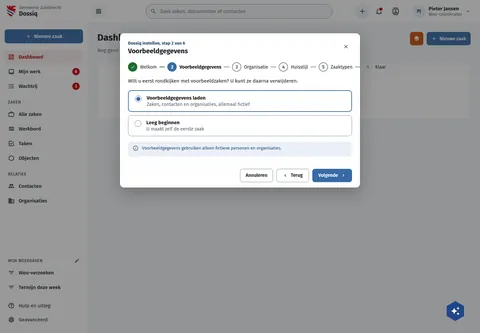 Gemeente Zuiddrecht
Dossiq
Zoek zaken, documenten of contacten
Pieter Jansen
Woo-coördinator
+ Nieuwe zaak
Dashboard
Mijn werk
Wachtrij
ZAKEN
Alle zaken
Werkbord
Taken
Objecten
RELATIES
Contacten
Organisaties
MIJN WEERGAVEN
Woo-verzoeken
Termijn deze week
Hulp en uitleg
Geavanceerd
+ Nieuwe zaak
Klaar
Dossiq instellen, stap 2 van 6
Voorbeeldgegevens
Welkom
2 Voorbeeldgegevens
3 Organisatie
4 Huisstijl
5 Zaaktypen
Wilt u eerst rondkijken met voorbeeldzaken? U kunt ze daarna verwijderen.
Voorbeeldgegevens laden
Zaken, contacten en organisaties, allemaal fictief
Leeg beginnen
U maakt zelf de eerste zaak
Voorbeeldgegevens gebruiken alleen fictieve personen en organisaties.
Annuleren
Terug
Volgende